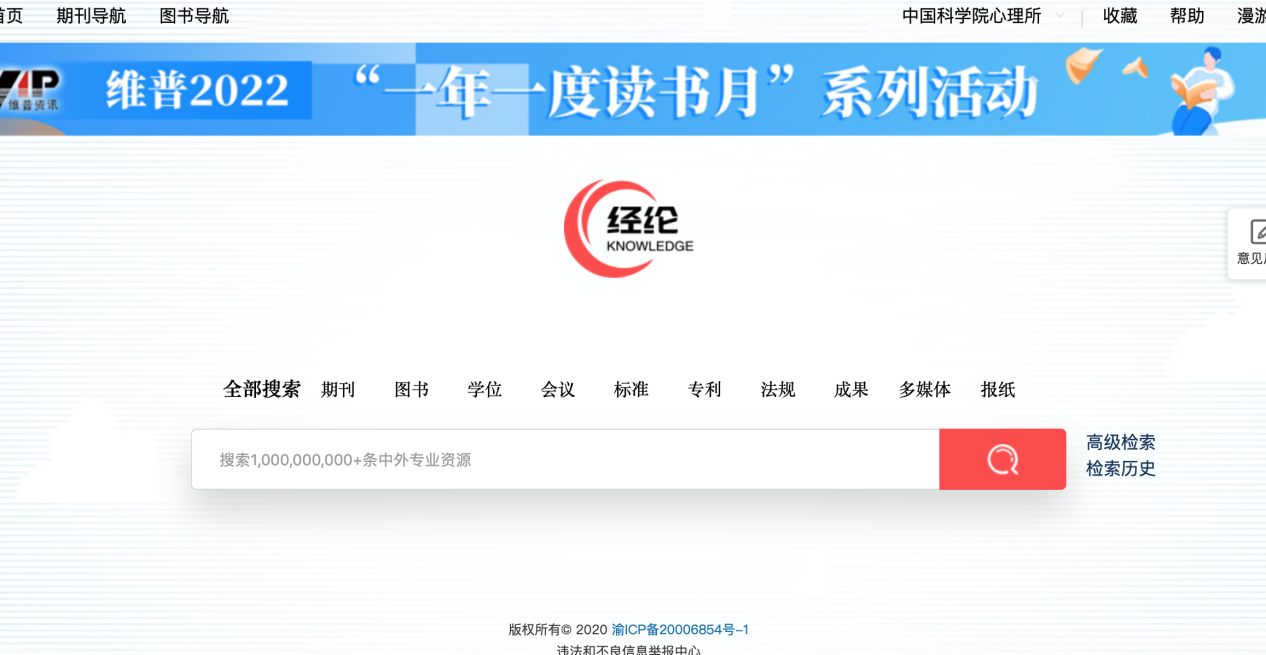 首页 期刊导航 图书导航 中国科学院心理所 收藏 帮助 漫游
VIP 维普资讯 维普2022 “一年一度读书月”系列活动
经纶
KNOWLEDGE
意见反
全部搜索 期刊 图书 学位 会议 标准 专利 法规 成果 多媒体 报纸
搜索1,000,000,000+条中外专业资源
高级检索
检索历史
版权所有© 2020 渝ICP备20006854号-1
违法和不良信息举报中心